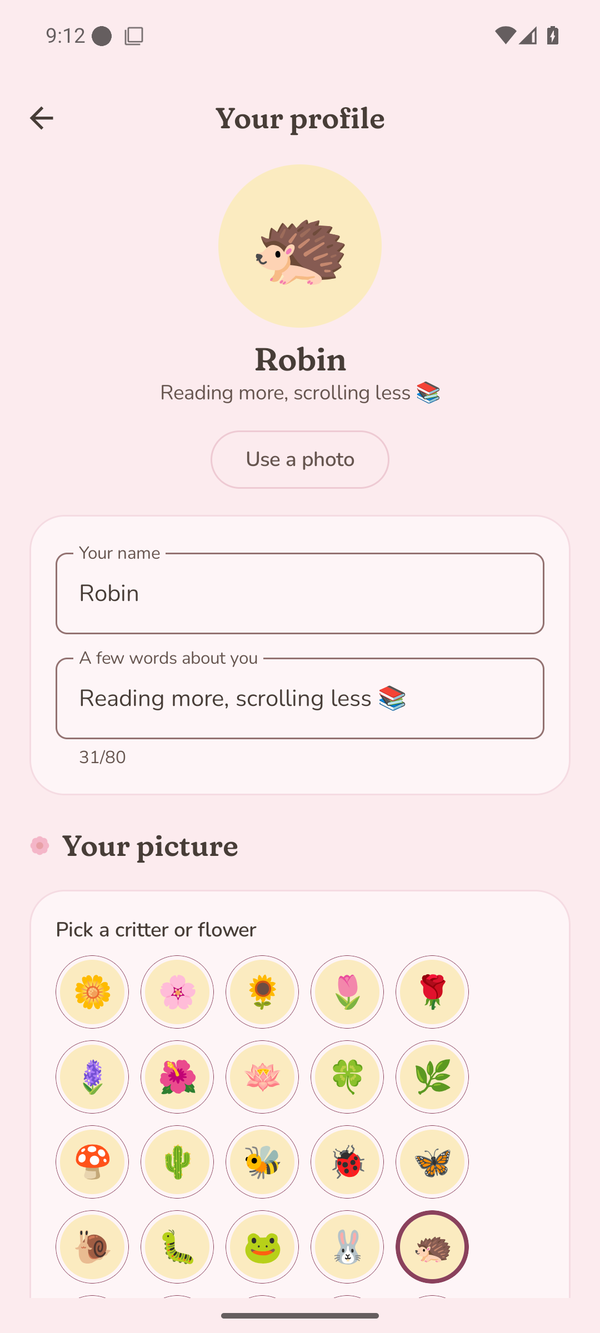 9:12
Your profile
Robin
Reading more, scrolling less 📚
Use a photo
Your name
Robin
A few words about you
Reading more, scrolling less 📚
31/80
Your picture
Pick a critter or flower